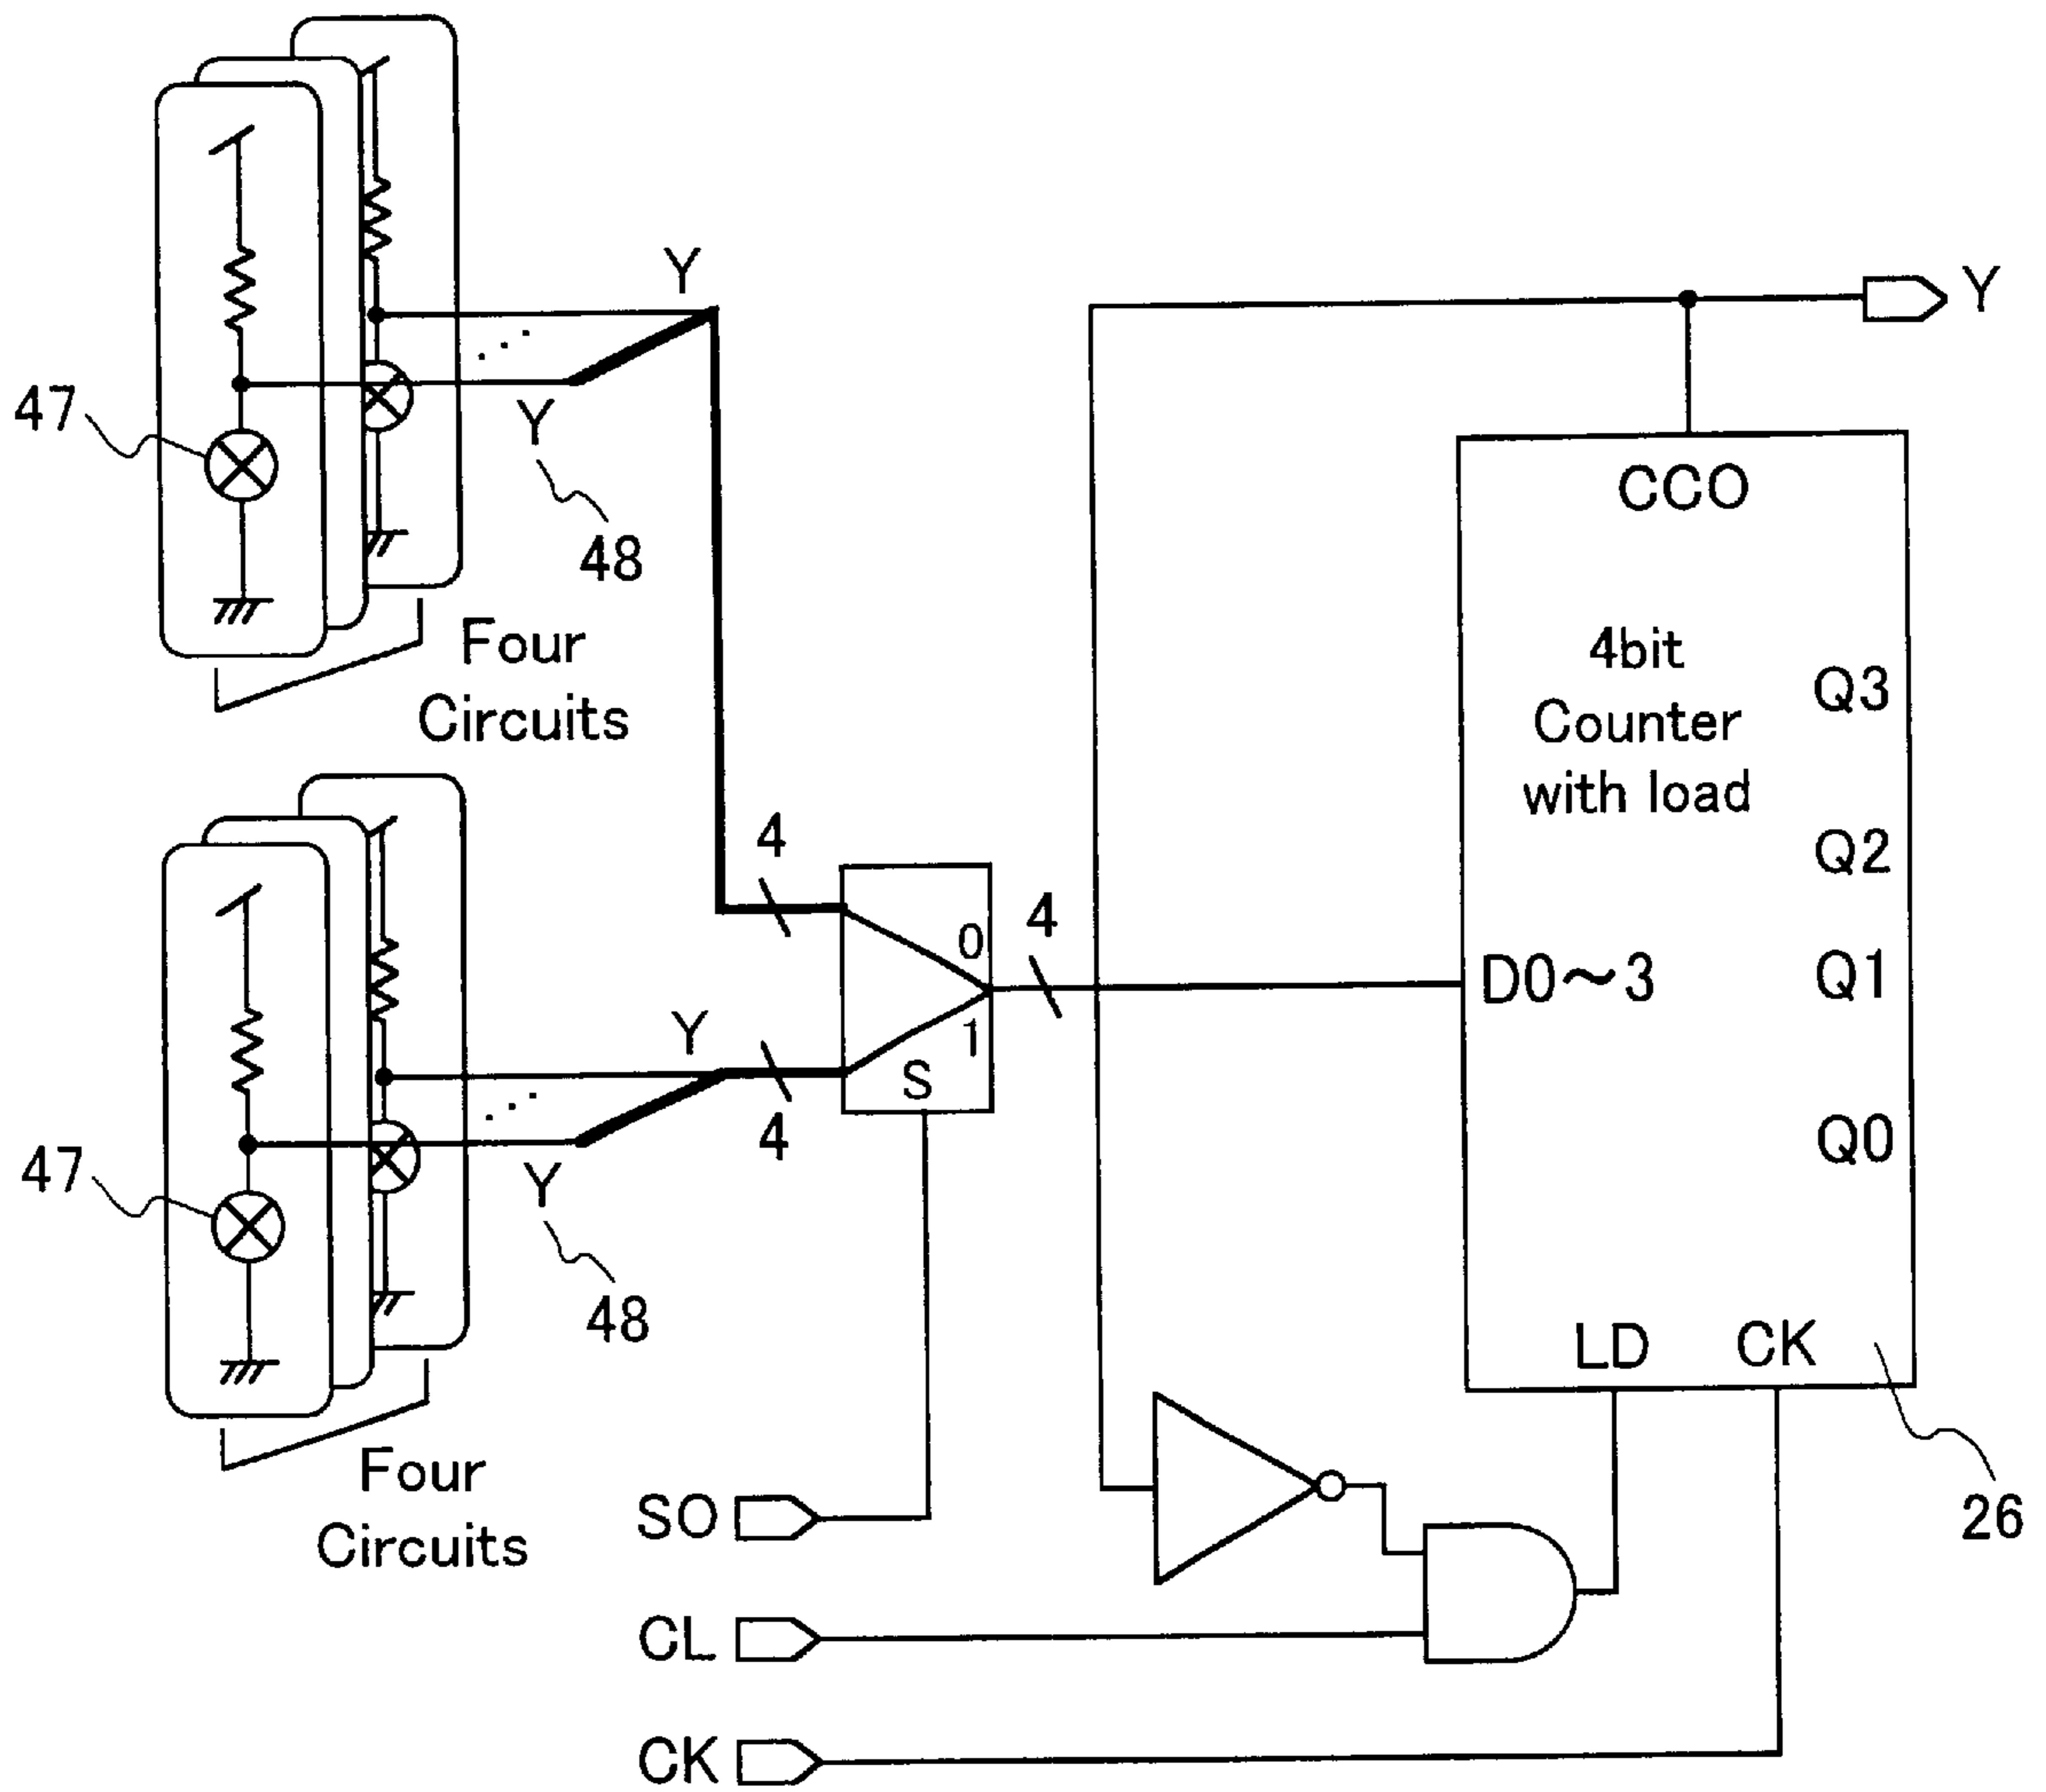 Y
Y
47
Y
48
CCO
Four
Circuits
4bit
Counter
with load
Q3
Q2
4
4
0
1
S
D0~3
Q1
Y
4
Q0
47
Y
48
LD
CK
Four
Circuits
SO
26
CL
CK